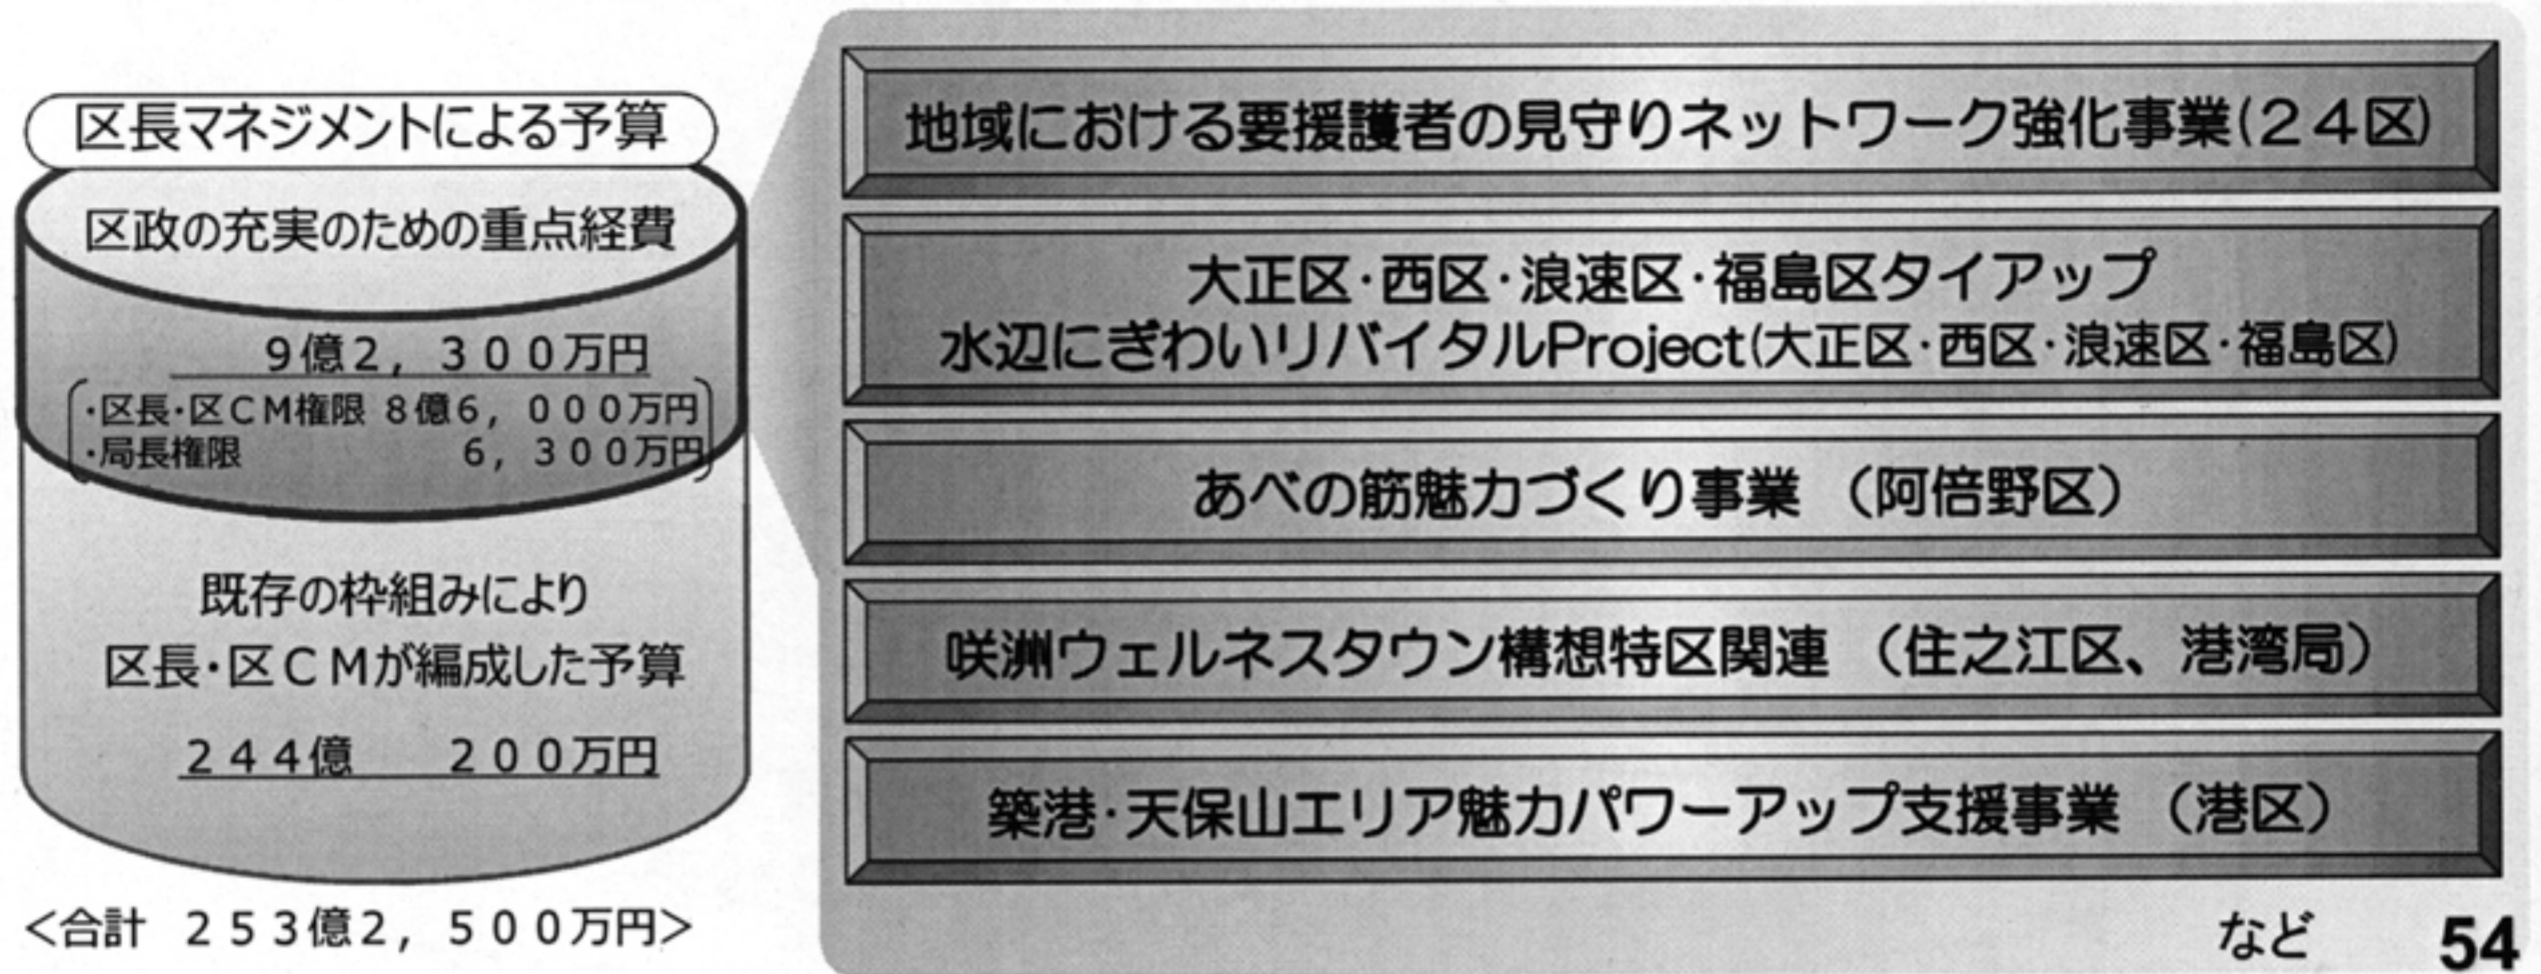 区長マネジメントによる予算
区政の充実のための重点経費
9億2，300万円
・区長・区ＣＭ権限 8億6，000万円
・局長権限　6，300万円
既存の枠組みにより
区長・区ＣＭが編成した予算
244億　200万円
＜合計 253億2，500万円＞
地域における要援護者の見守りネットワーク強化事業(２４区)
大正区・西区・浪速区・福島区タイアップ
水辺にぎわいリバイタルProject(大正区・西区・浪速区・福島区)
あべの筋魅力づくり事業 （阿倍野区）
咲洲ウェルネスタウン構想特区関連 （住之江区、港湾局）
築港・天保山エリア魅力パワーアップ支援事業 （港区）
など
54